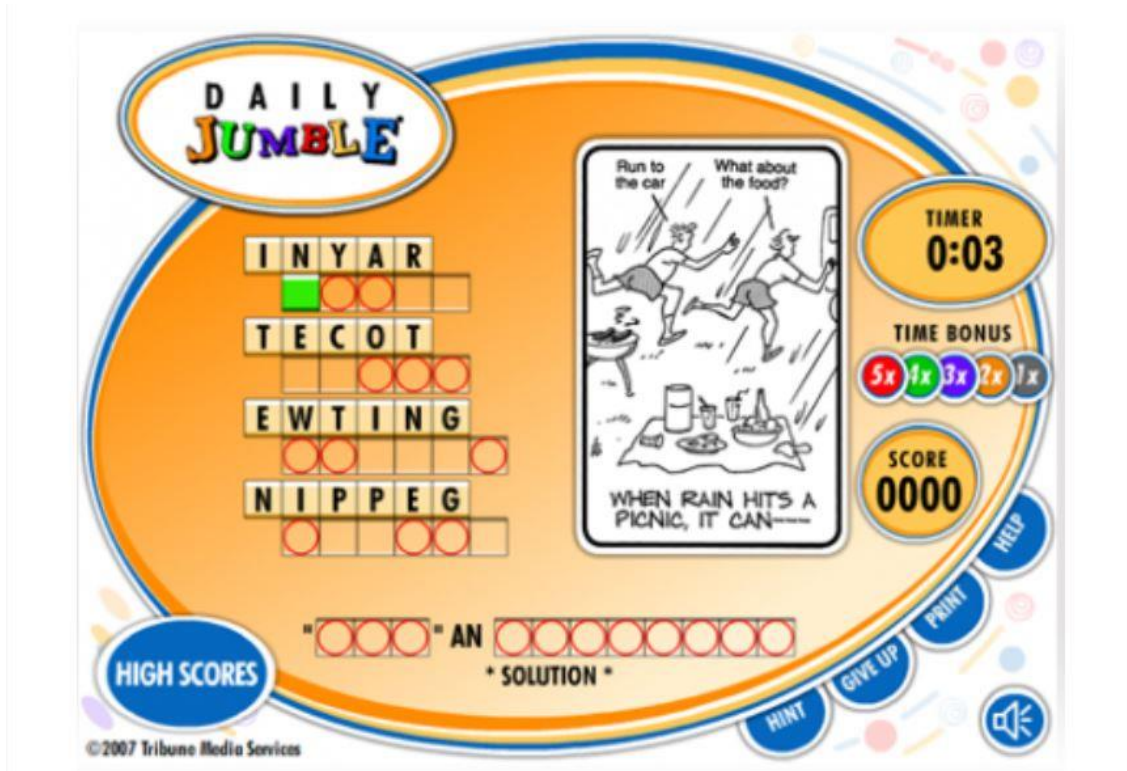 DAILY
JUMBLE
Run to
the car
What about
the food?
TIMER
0:03
INYAR
TIME BONUS
TECOT
5x 4x 3x 2x 1x
EWTING
SCORE
0000
NIPPEG
WHEN RAIN HITS A
PICNIC, IT CAN----
HELP
PRINT
" " AN
GIVE UP
HIGH SCORES
* SOLUTION *
HINT
©2007 Tribune Media Services